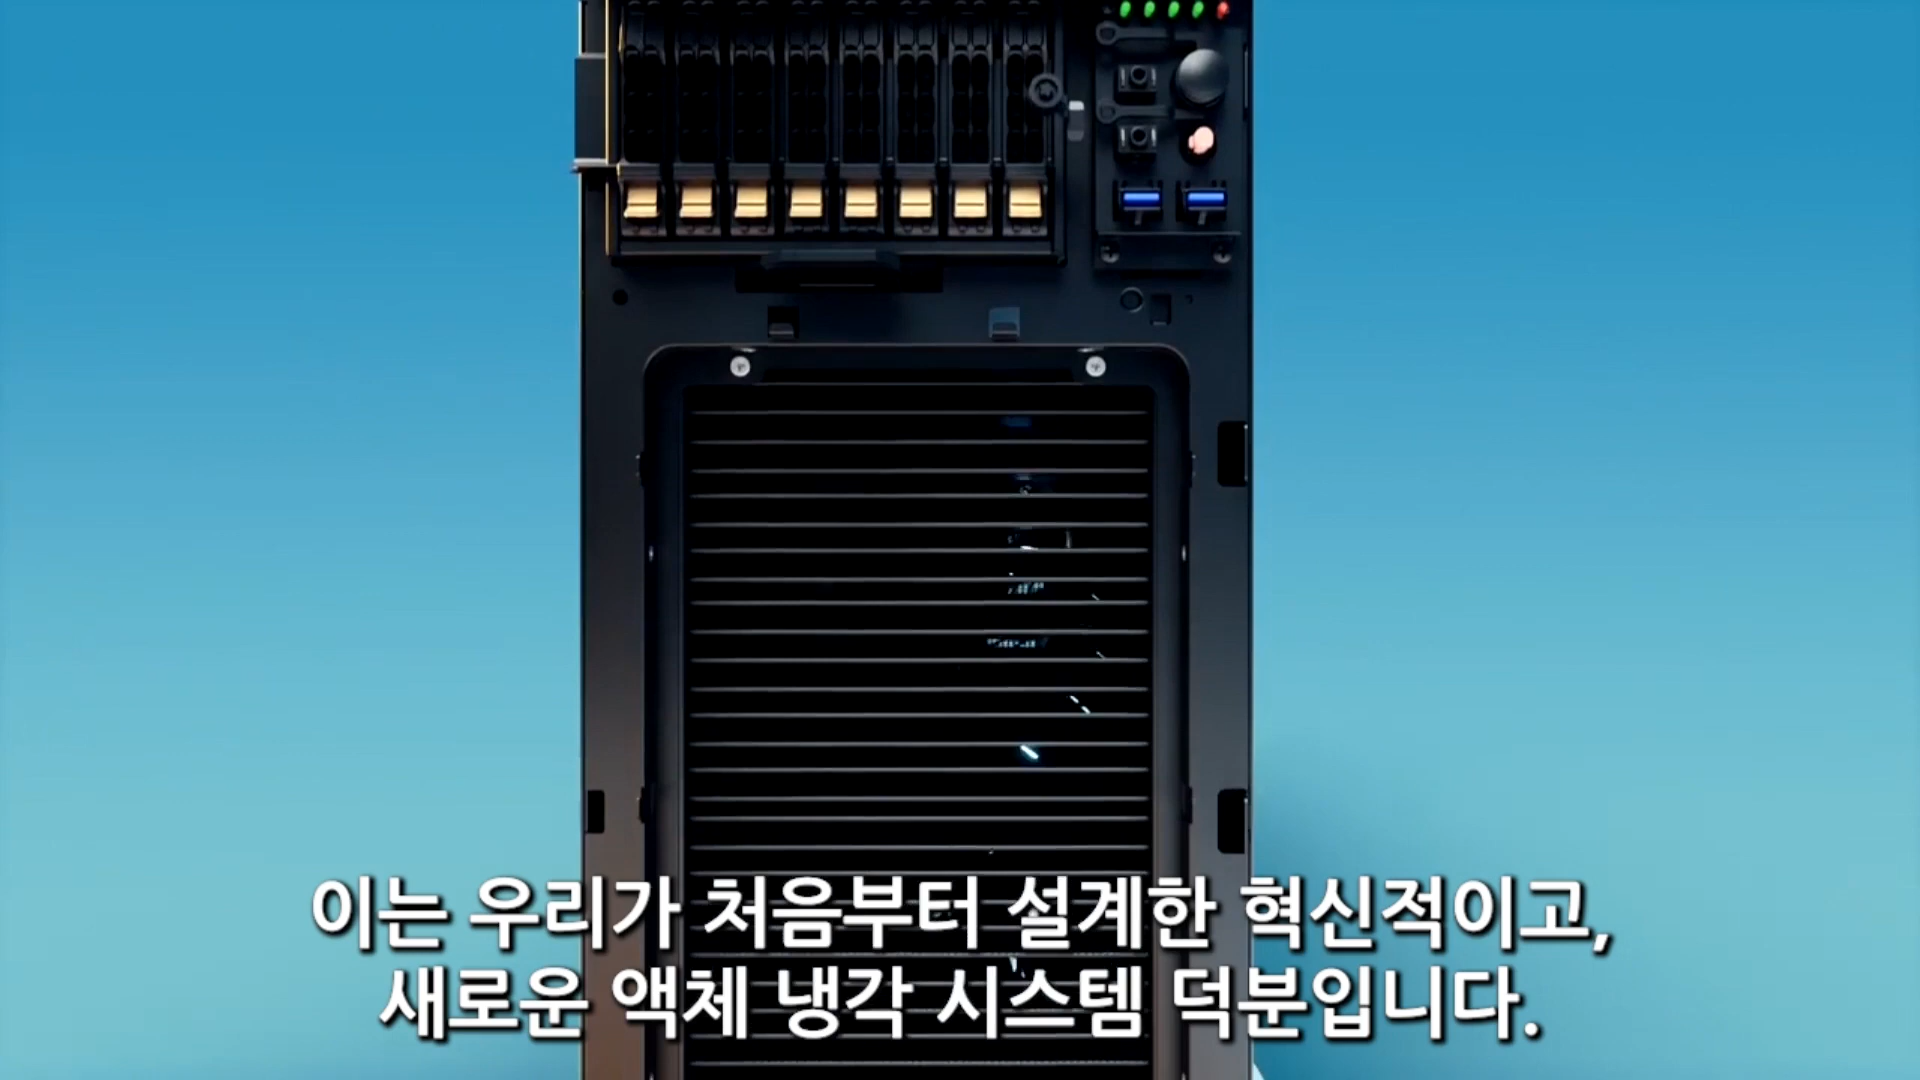 이는 우리가 처음부터 설계한 혁신적이고,
새로운 액체 냉각 시스템 덕분입니다.